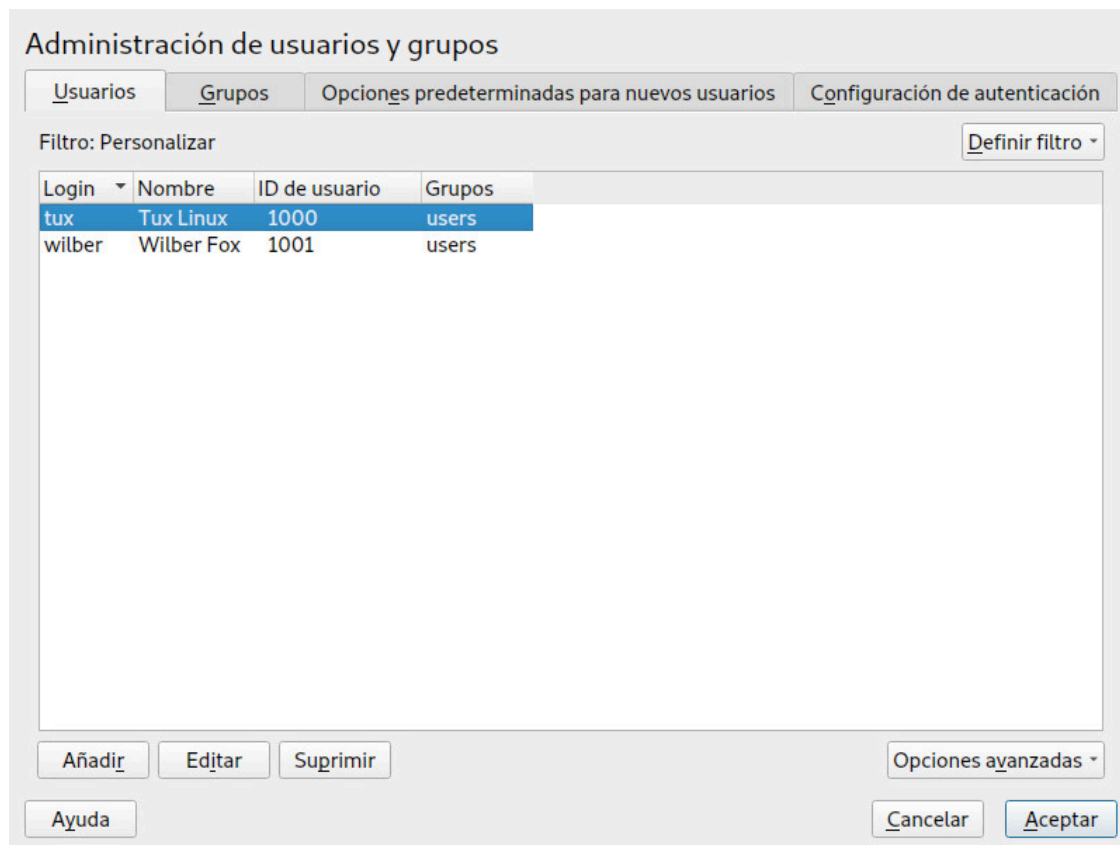 Administración de usuarios y grupos
Usuarios Grupos Opciones predeterminadas para nuevos usuarios Configuración de autenticación
Filtro: Personalizar Definir filtro
Login Nombre ID de usuario Grupos
tux Tux Linux 1000 users
wilber Wilber Fox 1001 users
Añadir Editar Suprimir Opciones avanzadas
Ayuda Cancelar Aceptar